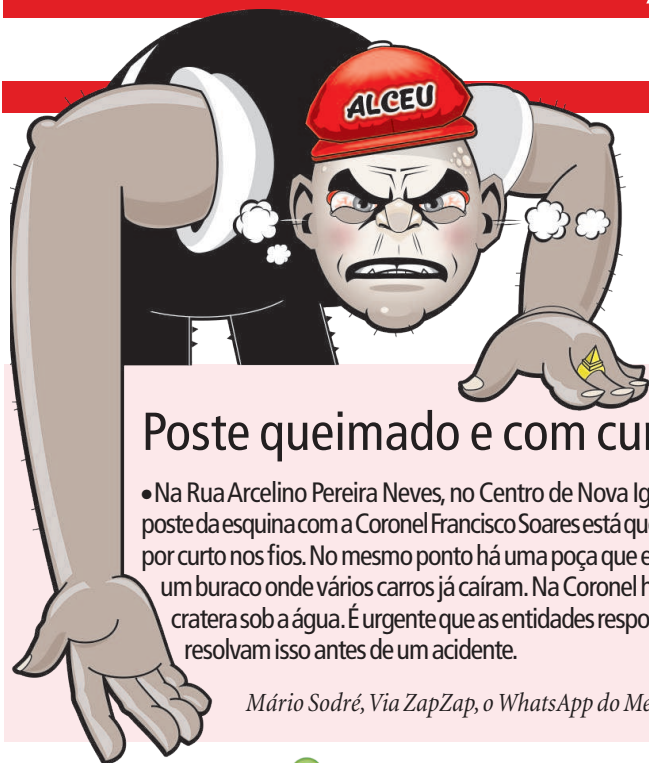 ALCEU
Poste queimado e com cur
•Na Rua Arcelino Pereira Neves, no Centro de Nova Ig
poste da esquina com a Coronel Francisco Soares está que
por curto nos fios. No mesmo ponto há uma poça que e
um buraco onde vários carros já caíram. Na Coronel h
cratera sob a água. É urgente que as entidades respo
resolvam isso antes de um acidente.
Mário Sodré, Via ZapZap, o WhatsApp do Me